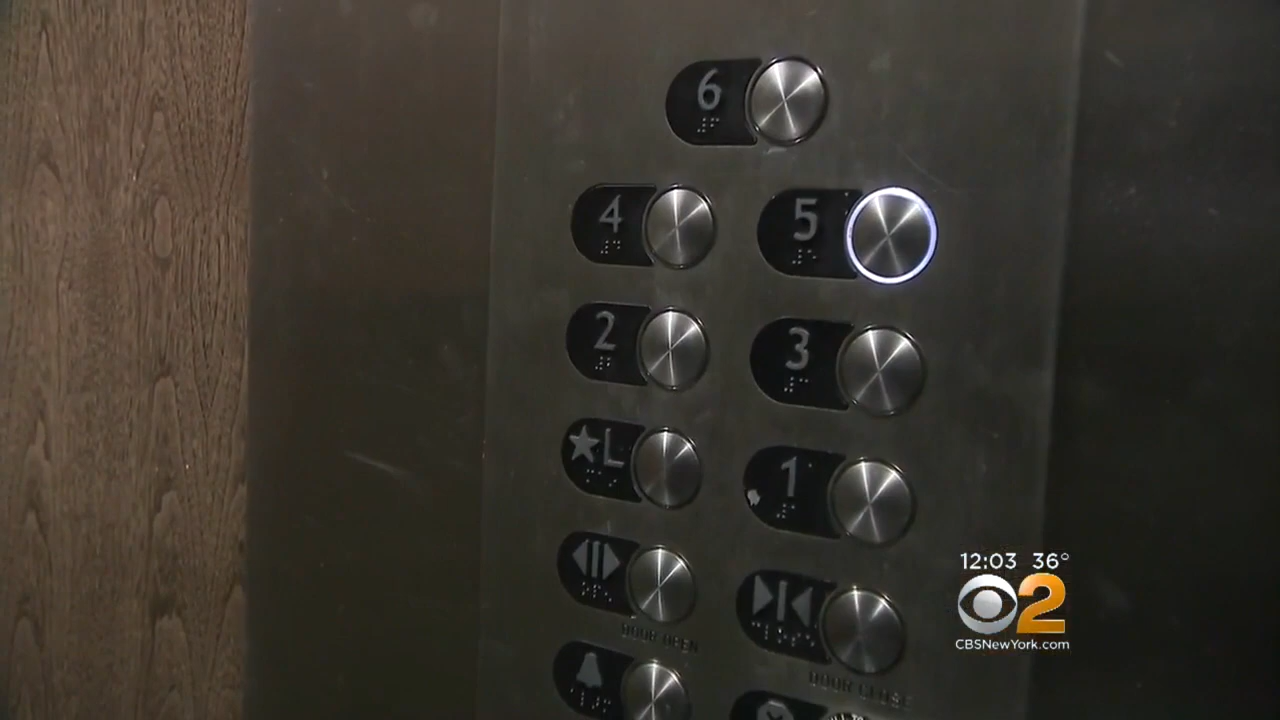 6
4 5
2 3
★L 1
DOOR OPEN
DOOR CLOSE
12:03 36°
2
CBSNewYork.com